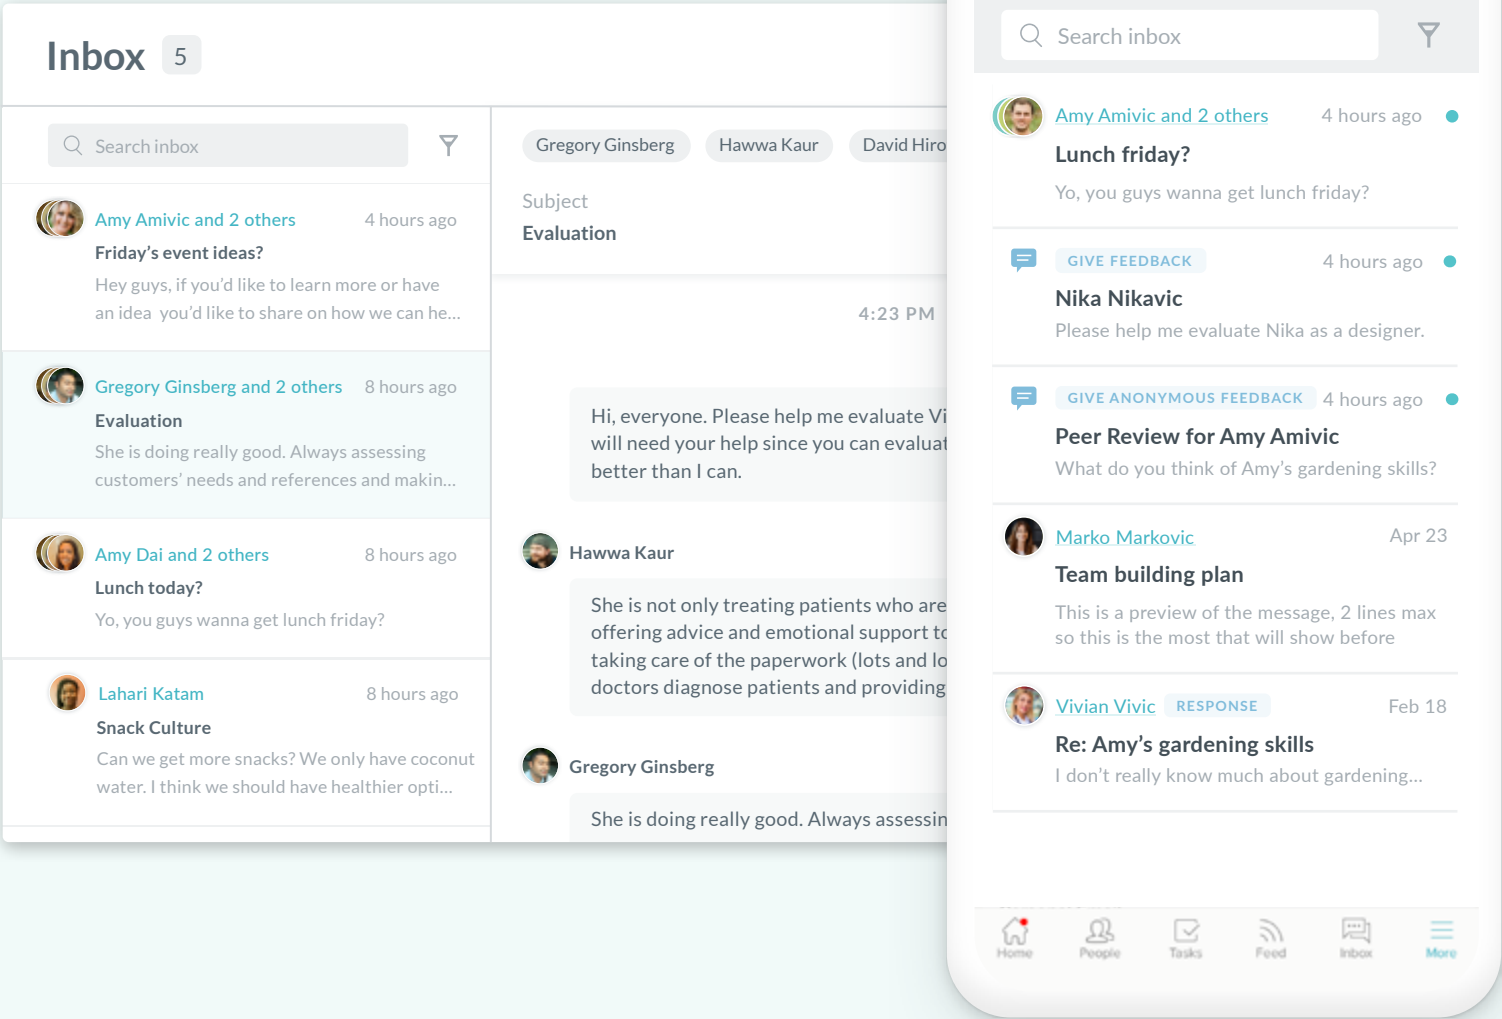 Inbox 5
Search inbox
Amy Amivic and 2 others 4 hours ago
Friday’s event ideas?
Hey guys, if you’d like to learn more or have
an idea you’d like to share on how we can he...
Gregory Ginsberg and 2 others 8 hours ago
Evaluation
She is doing really good. Always assessing
customers’ needs and references and makin...
Amy Dai and 2 others 8 hours ago
Lunch today?
Yo, you guys wanna get lunch friday?
Lahari Katam 8 hours ago
Snack Culture
Can we get more snacks? We only have coconut
water. I think we should have healthier opti...
Gregory Ginsberg Hawwa Kaur David Hiro
Subject
Evaluation
4:23 PM
Hi, everyone. Please help me evaluate Vi
will need your help since you can evaluat
better than I can.
Hawwa Kaur
She is not only treating patients who are
offering advice and emotional support to
taking care of the paperwork (lots and lo
doctors diagnose patients and providing
Gregory Ginsberg
She is doing really good. Always assessin
Search inbox
Amy Amivic and 2 others 4 hours ago
Lunch friday?
Yo, you guys wanna get lunch friday?
GIVE FEEDBACK 4 hours ago
Nika Nikavic
Please help me evaluate Nika as a designer.
GIVE ANONYMOUS FEEDBACK 4 hours ago
Peer Review for Amy Amivic
What do you think of Amy’s gardening skills?
Marko Markovic Apr 23
Team building plan
This is a preview of the message, 2 lines max
so this is the most that will show before
Vivian Vivic RESPONSE Feb 18
Re: Amy’s gardening skills
I don’t really know much about gardening...
Home People Tasks Feed Inbox More